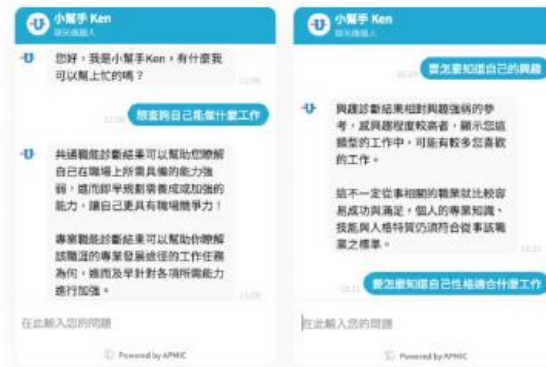 小幫手 Ken
聊天機器人
您好，我是小幫手Ken，有什麼我
可以幫上忙的嗎？
想查詢自己能做什麼工作
共通職能診斷結果可以幫助您瞭解
自己在職場上所需具備的能力強
弱，進而即早規劃需養成或加強的
能力，讓自己更具有職場競爭力！
專業職能診斷結果可以幫助你瞭解
該職涯的專業發展途徑的工作任務
為何，進而及早針對各項所需能力
進行加強。
在此輸入您的問題
Powered by APMIC
小幫手 Ken
聊天機器人
要怎麼知道自己的興趣
興趣診斷結果相對興趣強弱的參
考，感興趣程度較高者，顯示您這
類型的工作中，可能有較多您喜歡
的工作。
這不一定從事相關的職業就比較容
易成功與滿足，個人的專業知識、
技能與人格特質仍須符合從事該職
業之標準。
要怎麼知道自己性格適合什麼工作
在此輸入您的問題
Powered by APMIC